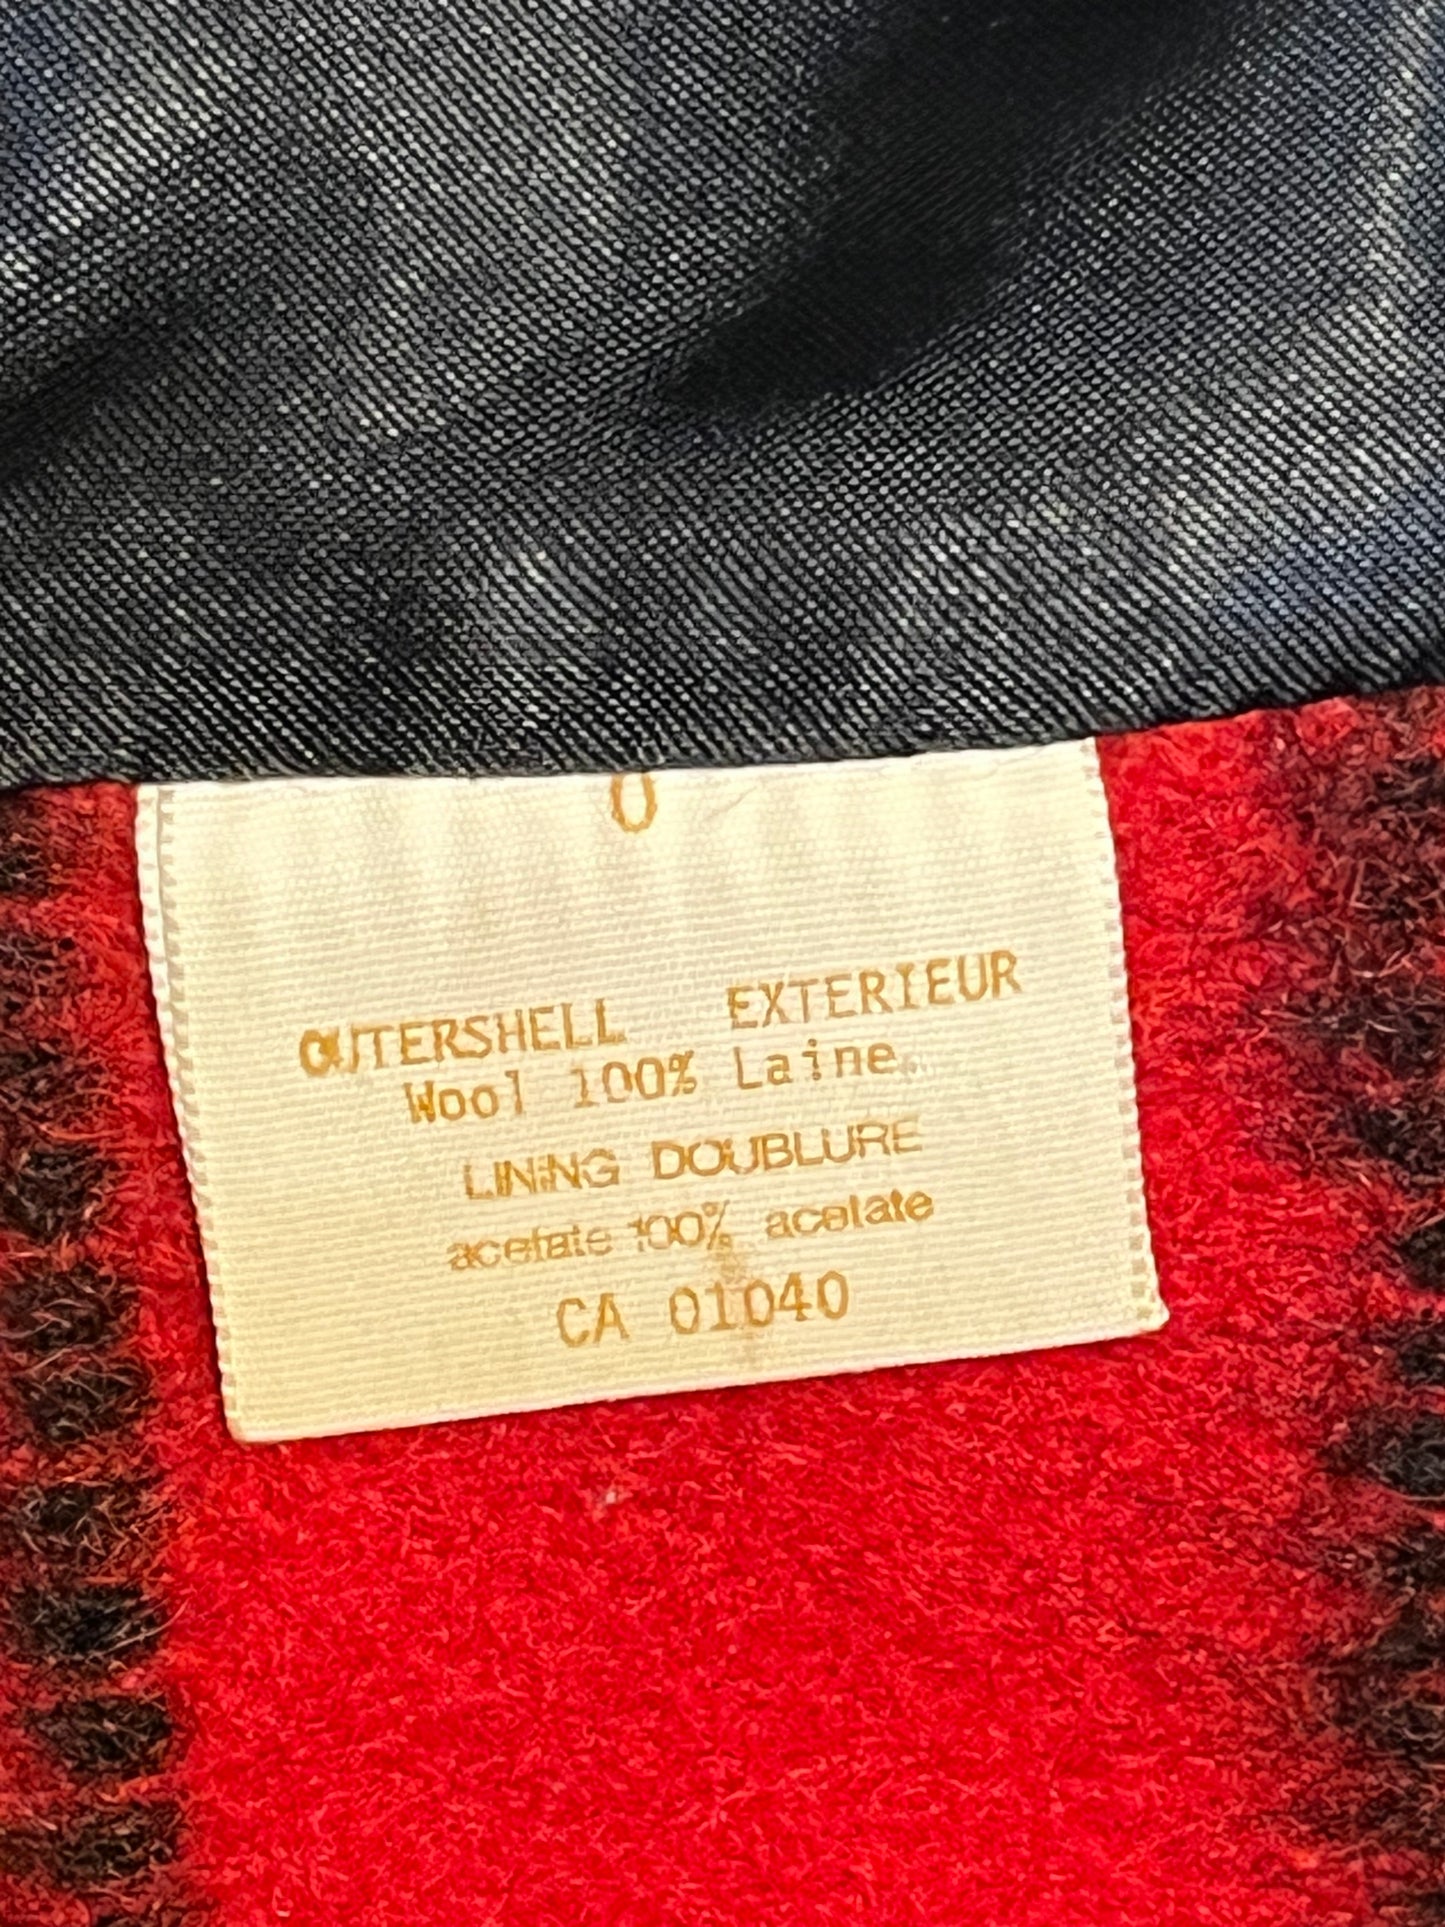 0
OUTERSHELL EXTERIEUR
Wool 100% Laine
LINING DOUBLURE
acetate 100% acetate
CA 01040